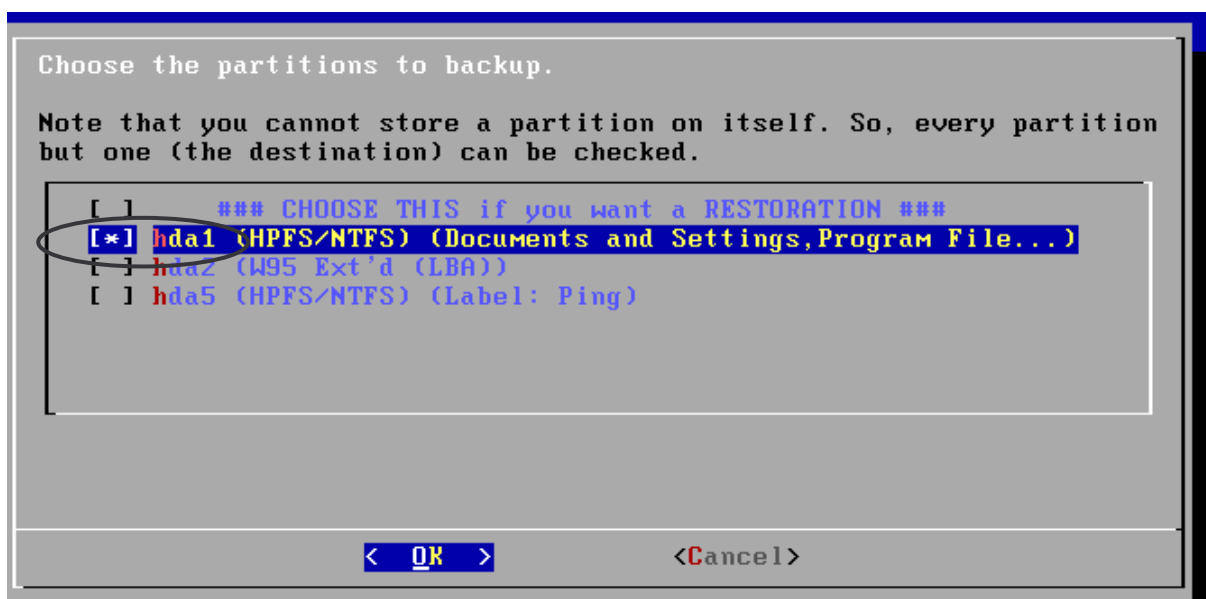 Choose the partitions to backup.
Note that you cannot store a partition on itself. So, every partition
but one (the destination) can be checked.
[ ] ### CHOOSE THIS if you want a RESTORATION ###
[*] hda1 (HPFS/NTFS) (Documents and Settings,Program File...)
[ ] hda2 (W95 Ext'd (LBA))
[ ] hda5 (HPFS/NTFS) (Label: Ping)
< OK > <Cancel>